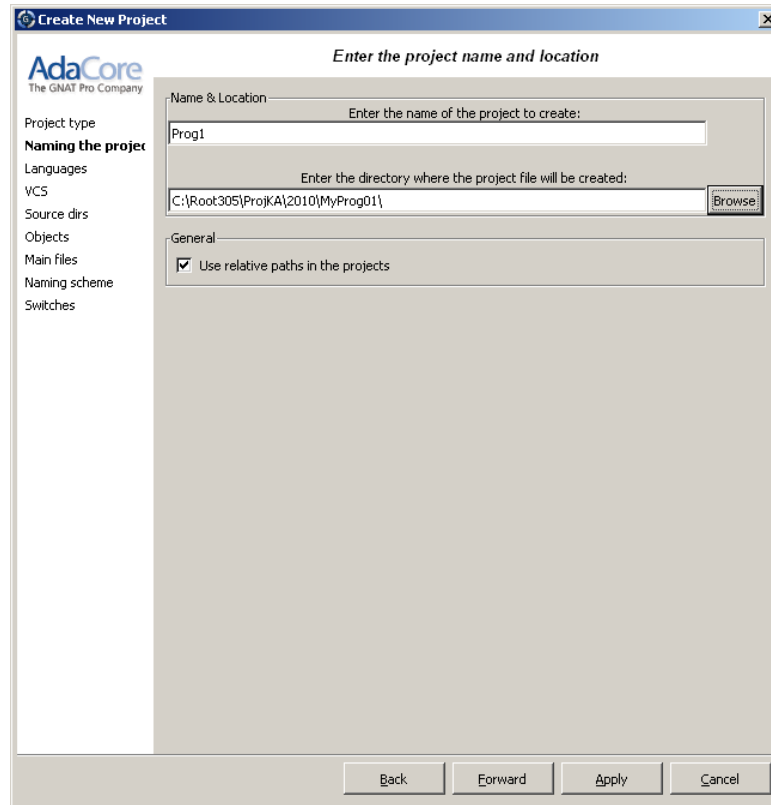 Create New Project
AdaCore
The GNAT Pro Company
Project type
Naming the projec
Languages
VCS
Source dirs
Objects
Main files
Naming scheme
Switches
Enter the project name and location
Name & Location
Enter the name of the project to create:
Prog1
Enter the directory where the project file will be created:
C:\Root305\ProjKA\2010\MyProg01\
Browse
General
Use relative paths in the projects
Back
Forward
Apply
Cancel